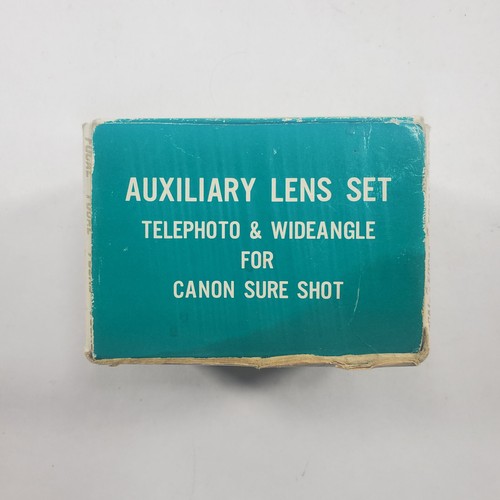 AUXILIARY LENS SET
TELEPHOTO & WIDEANGLE
FOR
CANON SURE SHOT